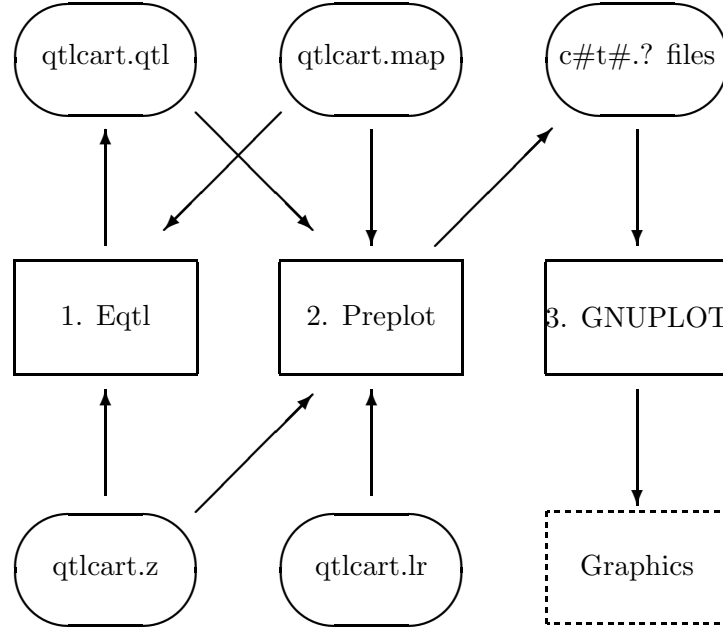 qtlcart.qtl
qtlcart.map
c#t#.? files
1. Eqtl
2. Preplot
3. GNUPLOT
qtlcart.z
qtlcart.lr
Graphics